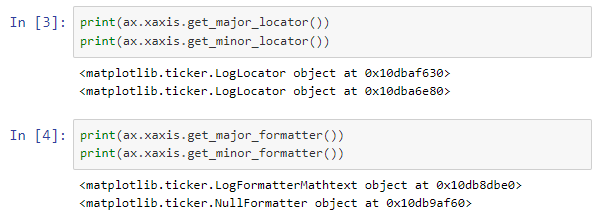 In [3]: print(ax.xaxis.get_major_locator())
print(ax.xaxis.get_minor_locator())
<matplotlib.ticker.LogLocator object at 0x10dbaf630>
<matplotlib.ticker.LogLocator object at 0x10dba6e80>
In [4]: print(ax.xaxis.get_major_formatter())
print(ax.xaxis.get_minor_formatter())
<matplotlib.ticker.LogFormatterMathtext object at 0x10db8dbe0>
<matplotlib.ticker.NullFormatter object at 0x10db9af60>